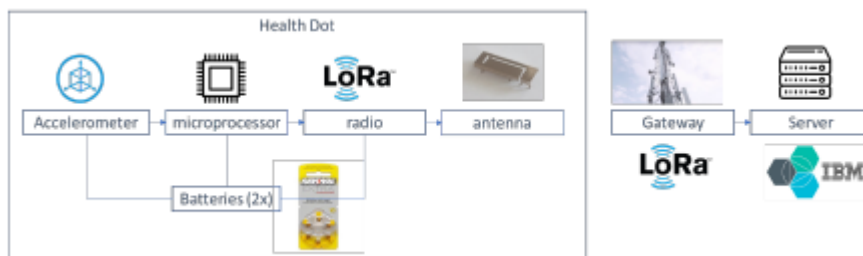 Health Dot
LoRa
Accelerometer
microprocessor
radio
antenna
Gateway
Server
LoRa
IBM
Batteries (2x)